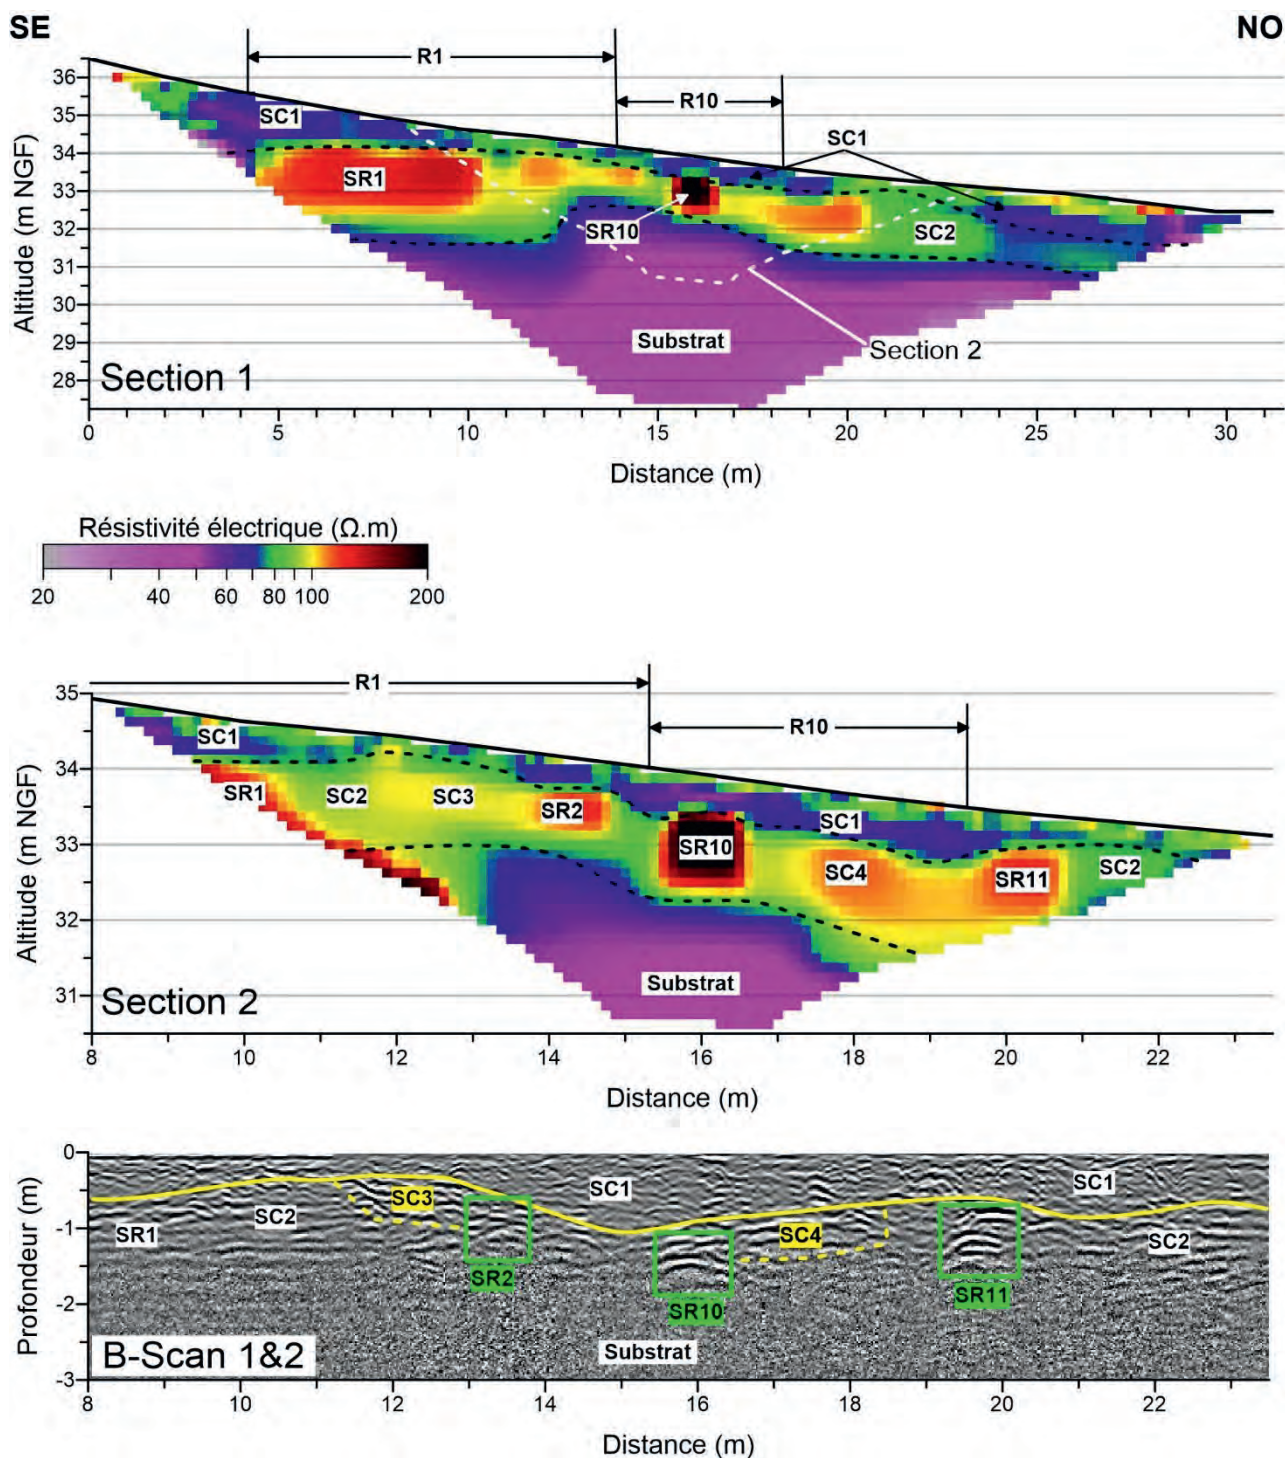 SE
NO
R1
R10
SC1
SC1
SR1
SR10
SC2
Substrat
Section 2
Section 1
Altitude (m NGF)
36
35
34
33
32
31
30
29
28
0 5 10 15 20 25 30
Distance (m)
Résistivité électrique (Ω.m)
20 40 60 80 100 200
R1
R10
35
34
33
32
31
Altitude (m NGF)
SC1
SR1
SC2
SC3
SR2
SR10
SC1
SC4
SR11
SC2
Substrat
Section 2
8 10 12 14 16 18 20 22
Distance (m)
0
-1
-2
-3
Profondeur (m)
SR1
SC2
SC3
SR2
SC1
SR10
SC4
SR11
SC1
SC2
Substrat
B-Scan 1&2
8 10 12 14 16 18 20 22
Distance (m)